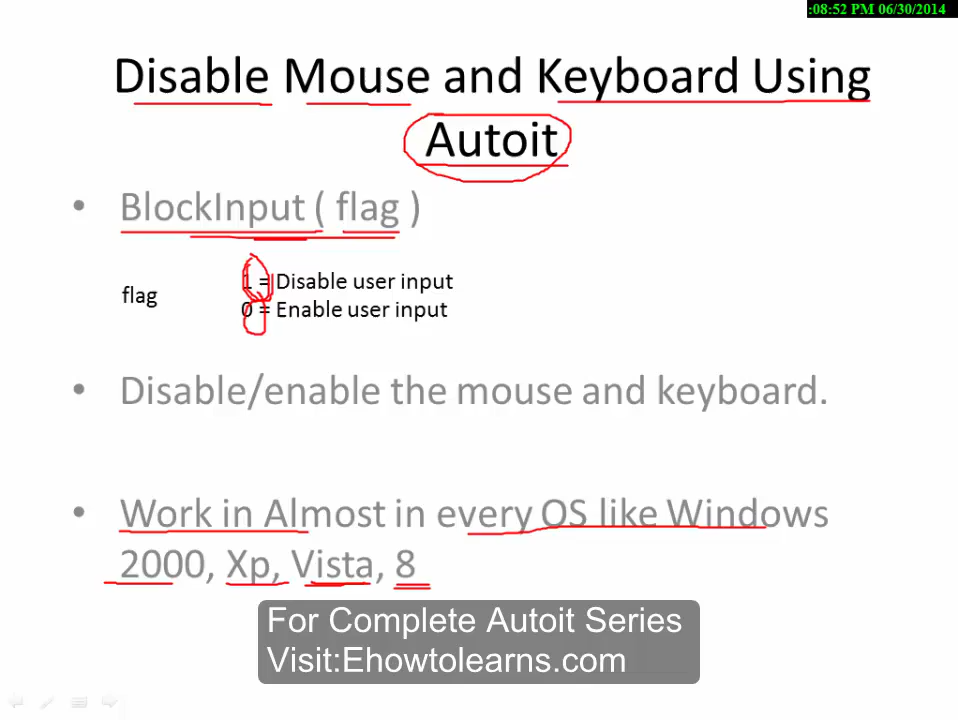 :08:52 PM 06/30/2014
Disable Mouse and Keyboard Using
Autoit
• BlockInput ( flag )
flag
1 = Disable user input
0 = Enable user input
• Disable/enable the mouse and keyboard.
• Work in Almost in every OS like Windows
2000, Xp, Vista, 8
For Complete Autoit Series
Visit:Ehowtolearns.com